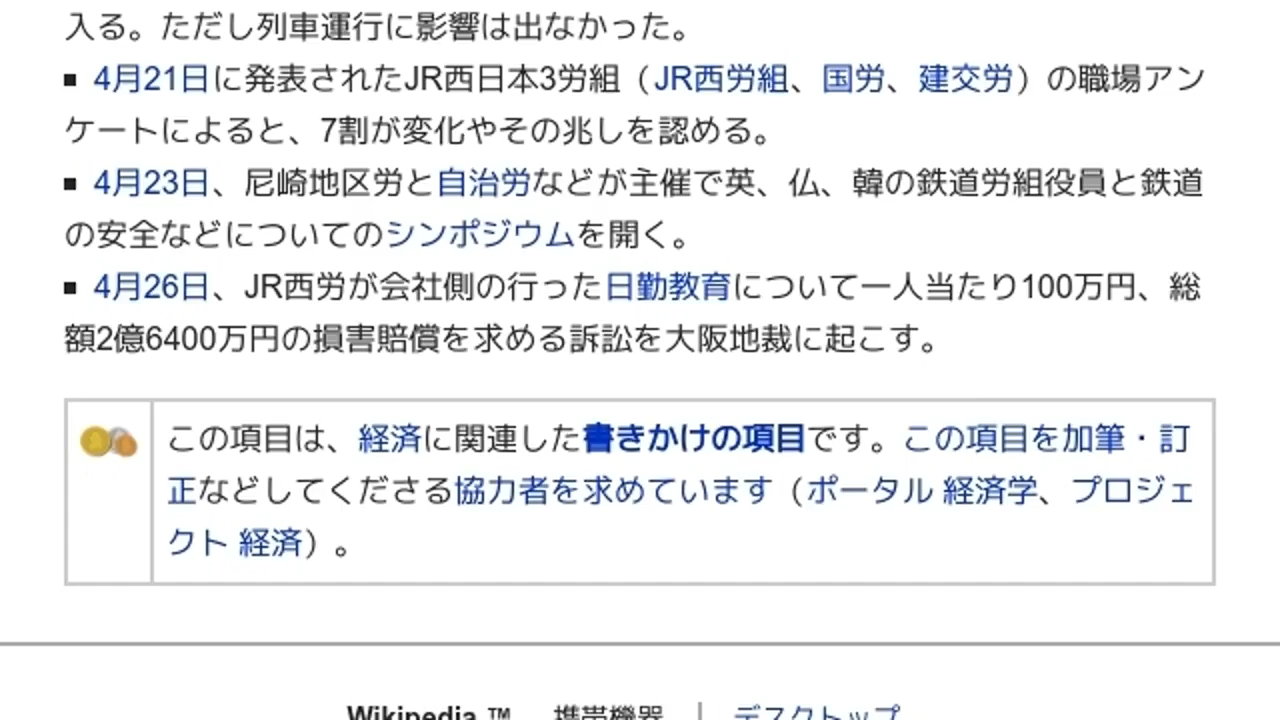 入る。ただし列車運行に影響は出なかった。
▪ 4月21日に発表されたJR西日本3労組（JR西労組、国労、建交労）の職場アン
ケートによると、7割が変化やその兆しを認める。
▪ 4月23日、尼崎地区労と自治労などが主催で英、仏、韓の鉄道労組役員と鉄道
の安全などについてのシンポジウムを開く。
▪ 4月26日、JR西労が会社側の行った日勤教育について一人当たり100万円、総
額2億6400万円の損害賠償を求める訴訟を大阪地裁に起こす。
この項目は、経済に関連した書きかけの項目です。この項目を加筆・訂
正などしてくださる協力者を求めています（ポータル 経済学、プロジェ
クト 経済）。
Wikipedia ™ 携帯機器 | デスクトップ